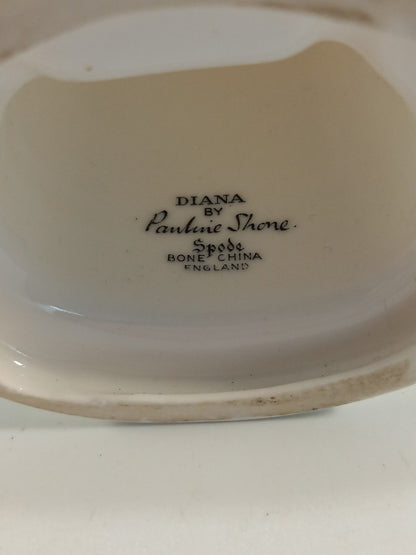 DIANA
BY
Pauline Shone.
Spode
BONE CHINA
ENGLAND